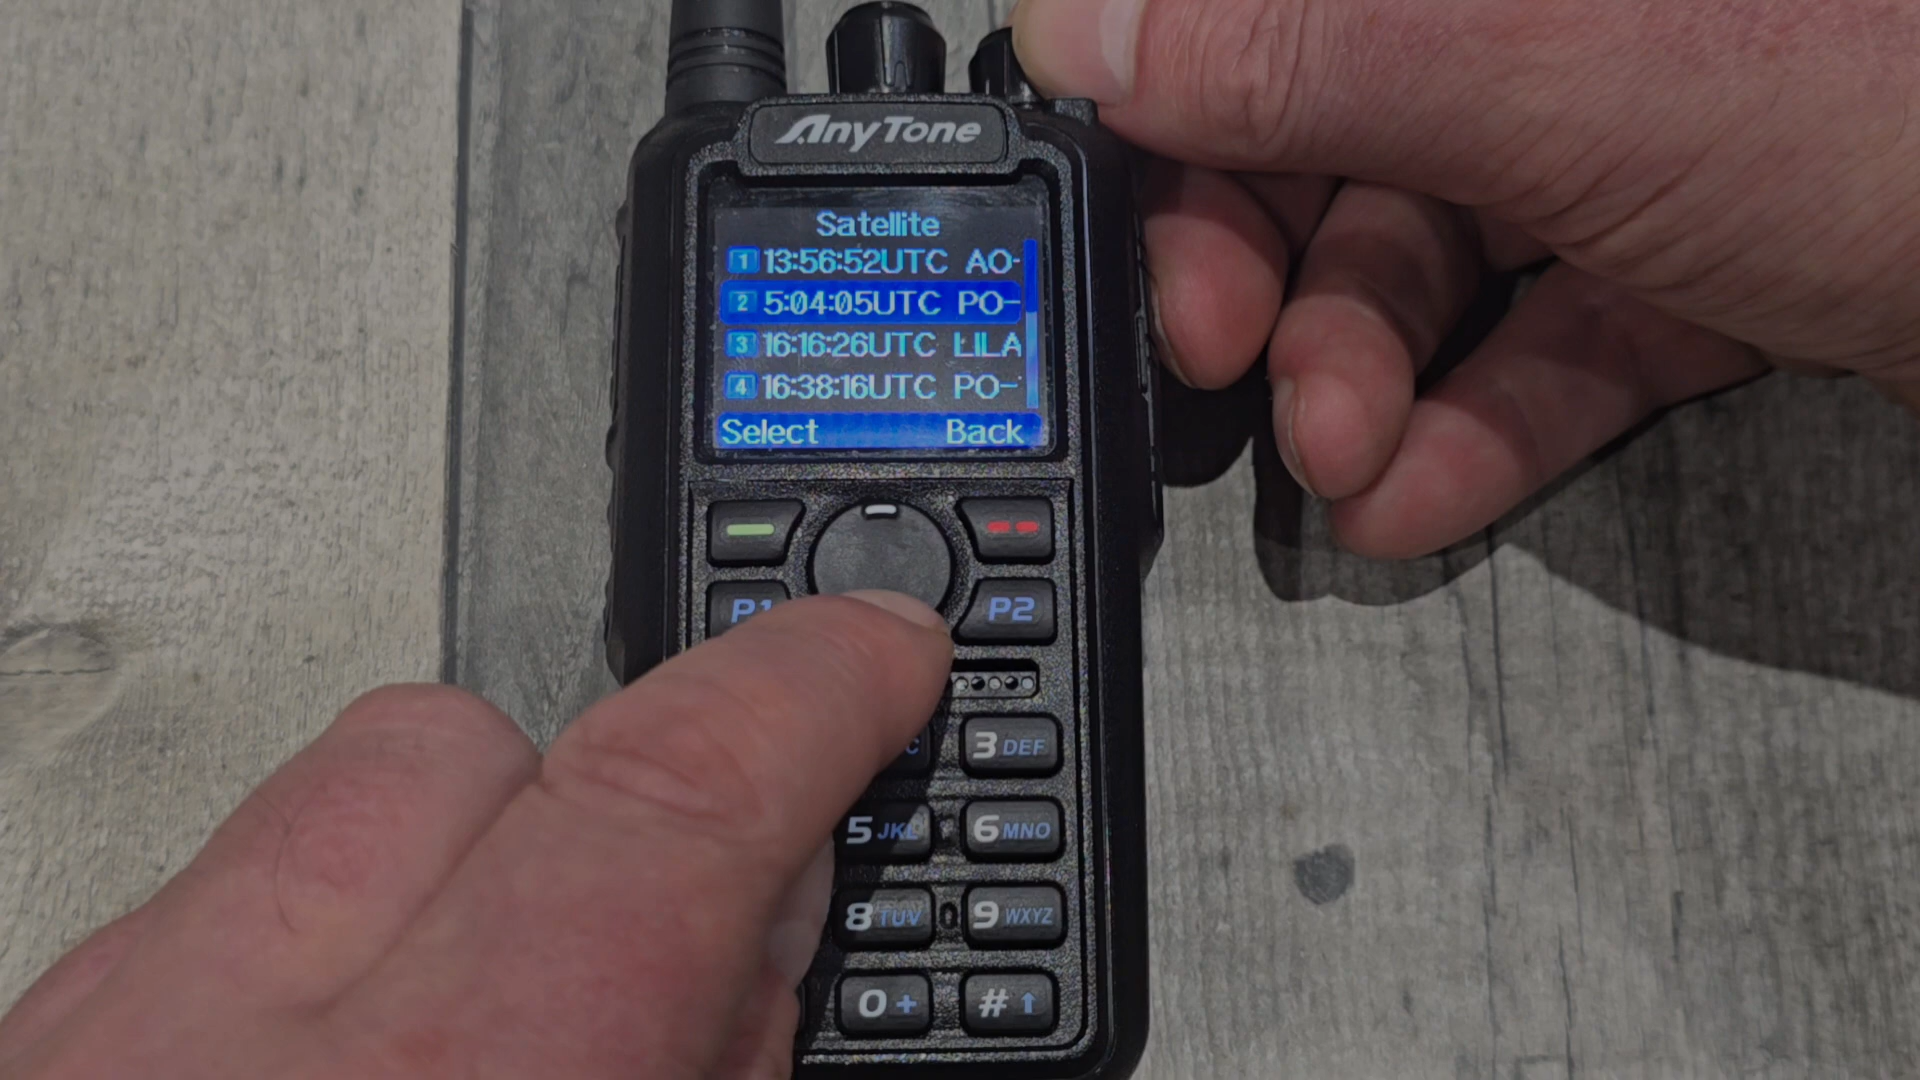 AnyTone
Satellite
1 13:56:52UTC AO-
2 5:04:05UTC PO-
3 16:16:26UTC LILA
4 16:38:16UTC PO-
Select Back
P1 P2
C 3 DEF
5 JKL 6 MNO
8 TUV 9 WXYZ
0 + # ↑